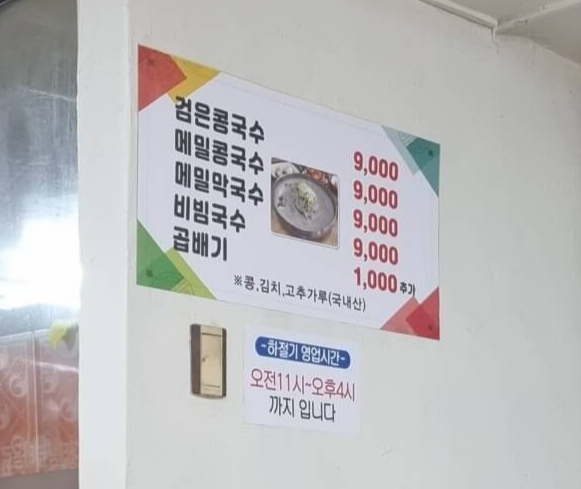 검은콩국수 9,000
메밀콩국수 9,000
메밀막국수 9,000
비빔국수 9,000
곱배기 1,000 추가
※콩,김치,고추가루(국내산)
-하절기 영업시간-
오전11시~오후4시
까지 입니다